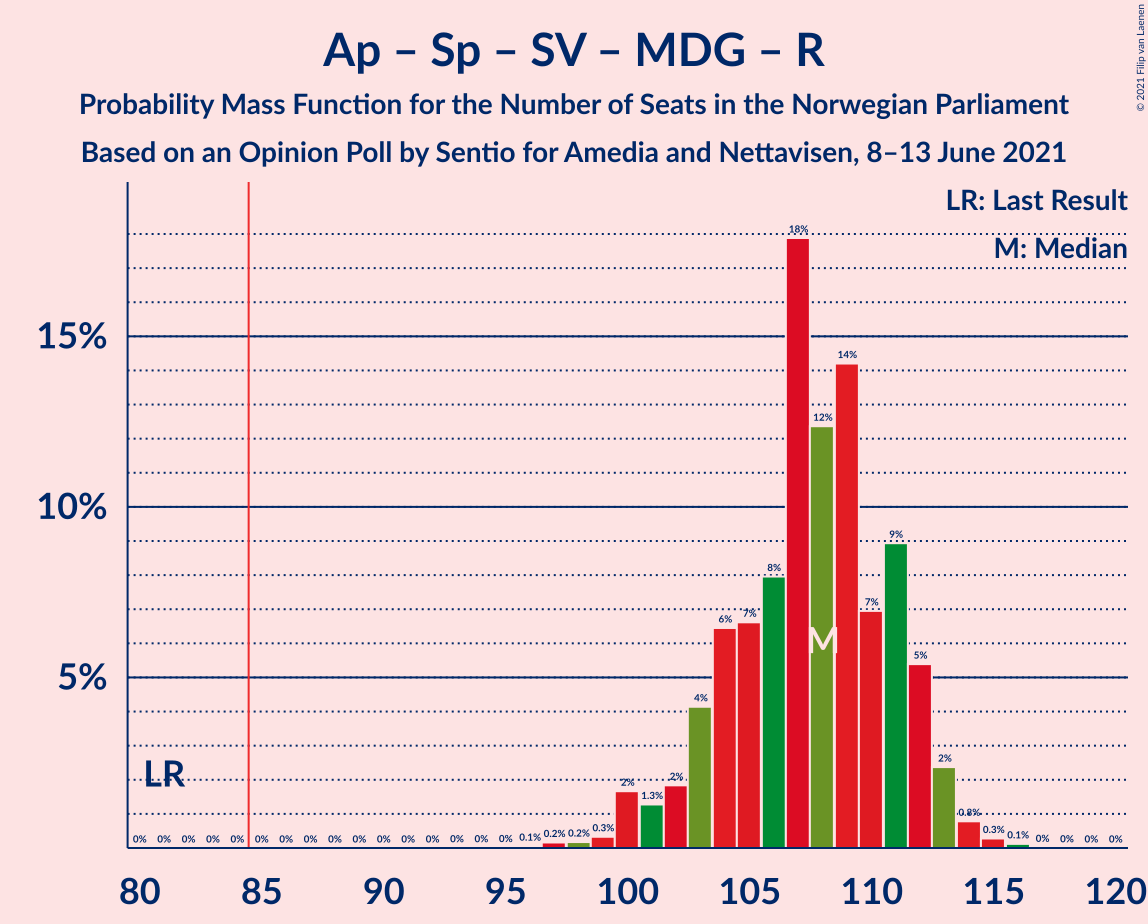 Ap – Sp – SV – MDG – R
Probability Mass Function for the Number of Seats in the Norwegian Parliament
Based on an Opinion Poll by Sentio for Amedia and Nettavisen, 8–13 June 2021
© 2021 Filip van Laenen
LR: Last Result
M: Median
15%
10%
5%
LR
M
0% 0% 0% 0% 0% 0% 0% 0% 0% 0% 0% 0% 0% 0% 0% 0% 0.1% 0.2% 0.2% 0.3% 2% 1.3% 2% 4% 6% 7% 8% 18% 12% 14% 7% 9% 5% 2% 0.8% 0.3% 0.1% 0% 0% 0% 0%
80 85 90 95 100 105 110 115 120